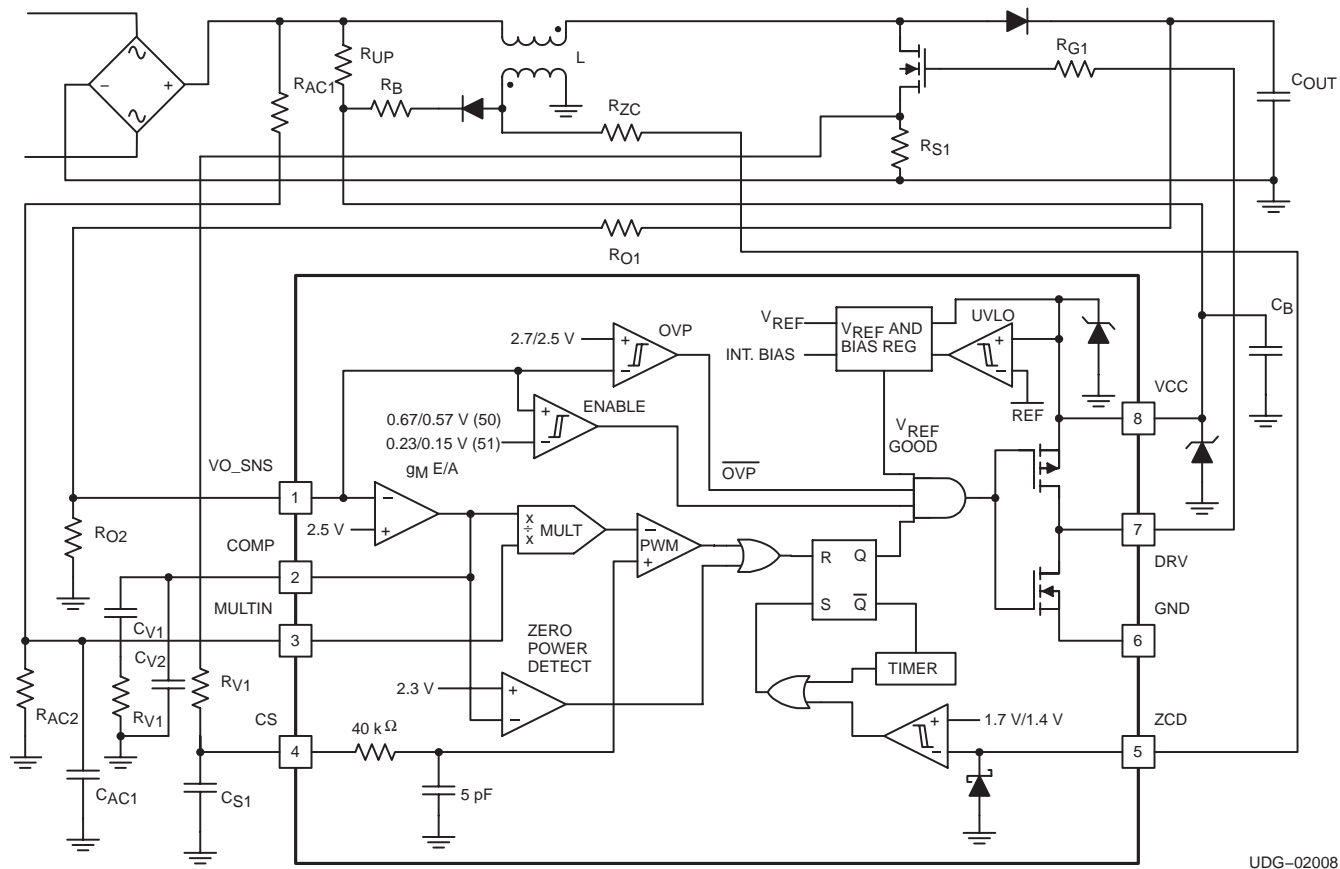 RUP
RB
RAC1
L
RZC
RG1
COUT
RS1
− +
RO1
CB
2.7/2.5 V
+
−
OVP
VREF
INT. BIAS
VREF AND
BIAS REG
UVLO
+
−
REF
VCC
8
ENABLE
0.67/0.57 V (50)
0.23/0.15 V (51)
+
−
VREF
GOOD
OVP
gM E/A
VO_SNS
1
−
2.5 V
+
x
÷
x
MULT
−
PWM
+
7
DRV
RO2
COMP
2
R Q
S Q
GND
6
MULTIN
3
CV1
CV2
RV1
RV1
RAC2
ZERO
POWER
DETECT
2.3 V
+
−
TIMER
1.7 V/1.4 V
+
−
ZCD
5
CS
4
40 kΩ
5 pF
CAC1
CS1
UDG−02008